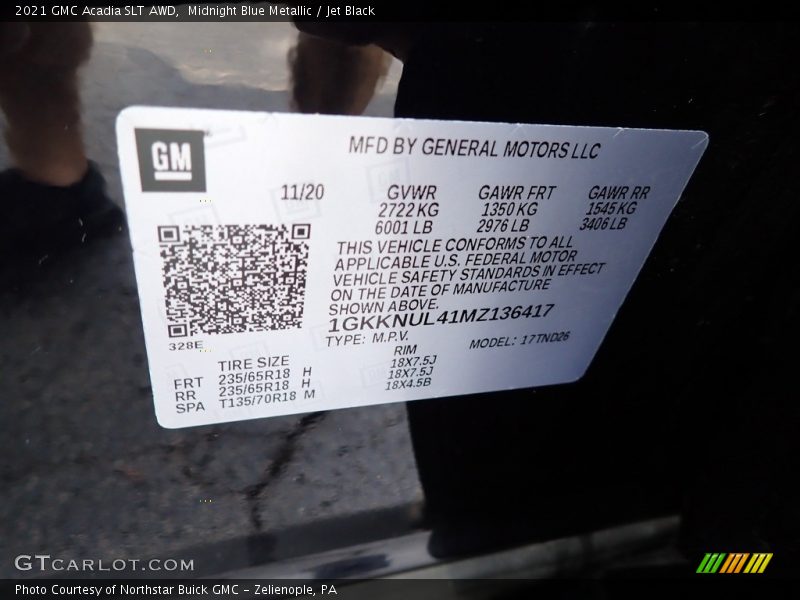 2021 GMC Acadia SLT AWD,  Midnight Blue Metallic / Jet Black
GM
MFD BY GENERAL MOTORS LLC
11/20 GVWR GAWR FRT GAWR RR
2722 KG 1350 KG 1545 KG
6001 LB 2976 LB 3406 LB
THIS VEHICLE CONFORMS TO ALL
APPLICABLE U.S. FEDERAL MOTOR
VEHICLE SAFETY STANDARDS IN EFFECT
ON THE DATE OF MANUFACTURE
SHOWN ABOVE.
1GKKNUL41MZ136417
TYPE: M.P.V. MODEL: 17TND26
328E
TIRE SIZE RIM
FRT 235/65R18 H 18X7.5J
RR 235/65R18 H 18X7.5J
SPA T135/70R18 M 18X4.5B
GTCARLOT.COM
Photo Courtesy of Northstar Buick GMC - Zelienople, PA